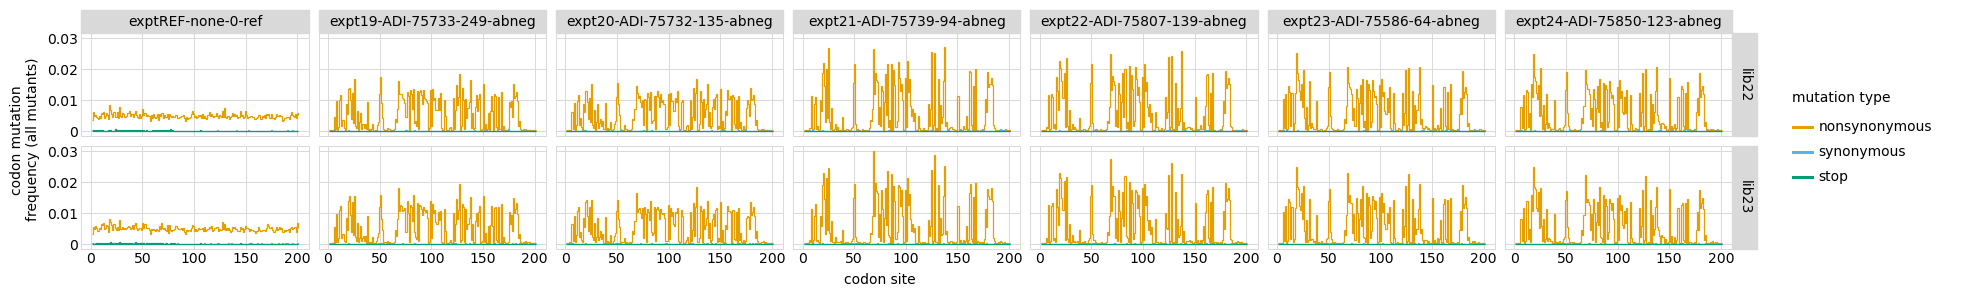 exptREF-none-0-ref
expt19-ADI-75733-249-abneg
expt20-ADI-75732-135-abneg
expt21-ADI-75739-94-abneg
expt22-ADI-75807-139-abneg
expt23-ADI-75586-64-abneg
expt24-ADI-75850-123-abneg
codon mutation
frequency (all mutants)
0.03
0.02
0.01
0
lib22
0.03
0.02
0.01
0
lib23
0 50 100 150 200
0 50 100 150 200
0 50 100 150 200
0 50 100 150 200
0 50 100 150 200
0 50 100 150 200
0 50 100 150 200
codon site
mutation type
nonsynonymous
synonymous
stop